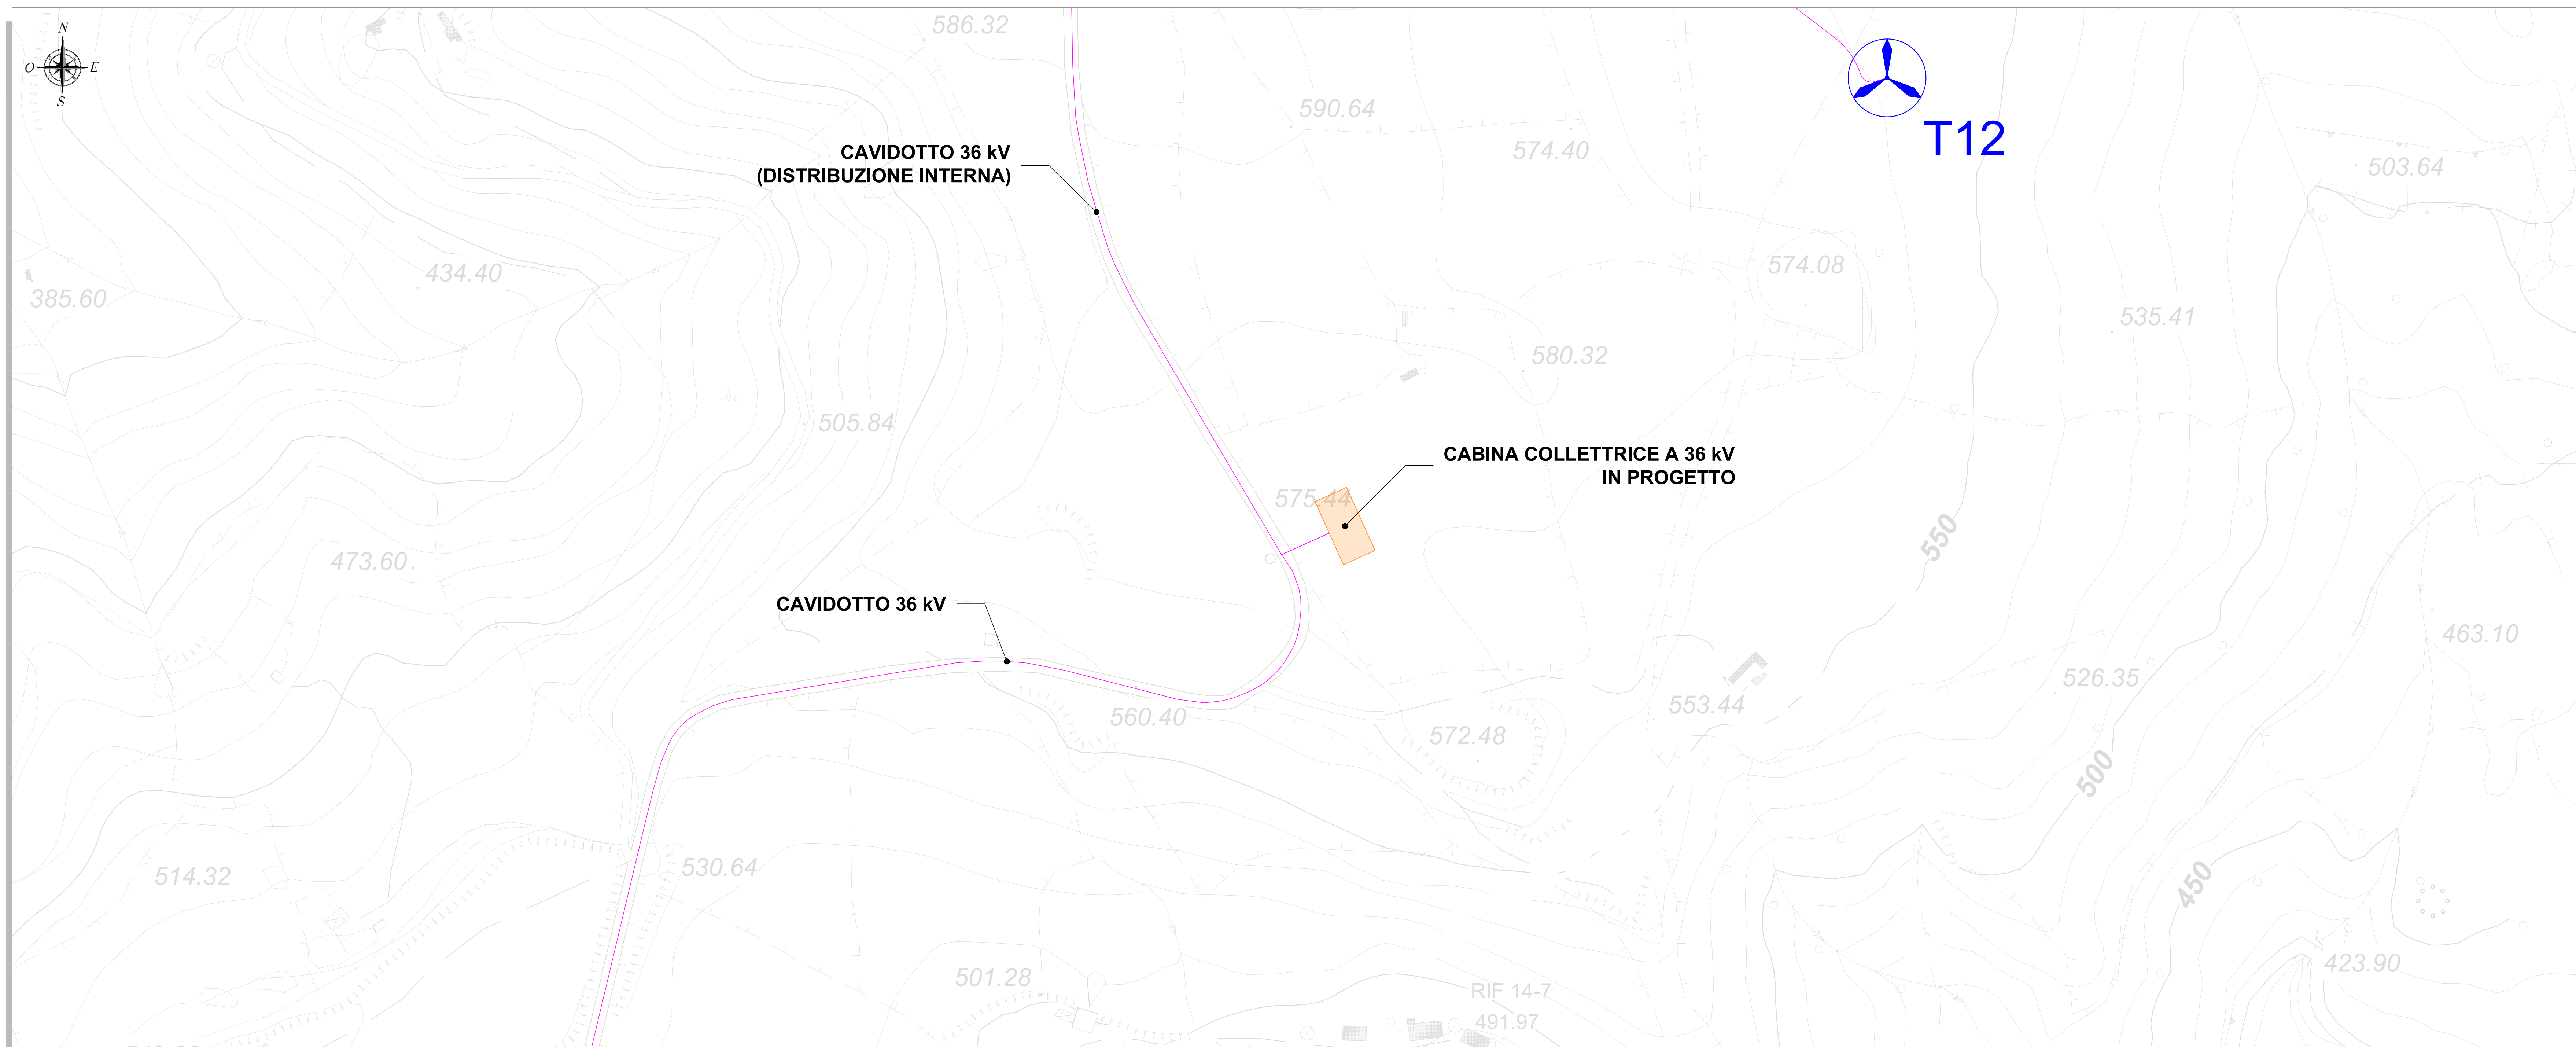 N
O E
S
586.32
590.64
574.40
T12
503.64
CAVIDOTTO 36 kV
(DISTRIBUZIONE INTERNA)
434.40
385.60
574.08
535.41
580.32
505.84
CABINA COLLETTRICE A 36 kV
IN PROGETTO
575.44
550
473.60
CAVIDOTTO 36 kV
463.10
526.35
553.44
560.40
572.48
500
530.64
514.32
450
501.28
423.90
RIF 14-7
491.97